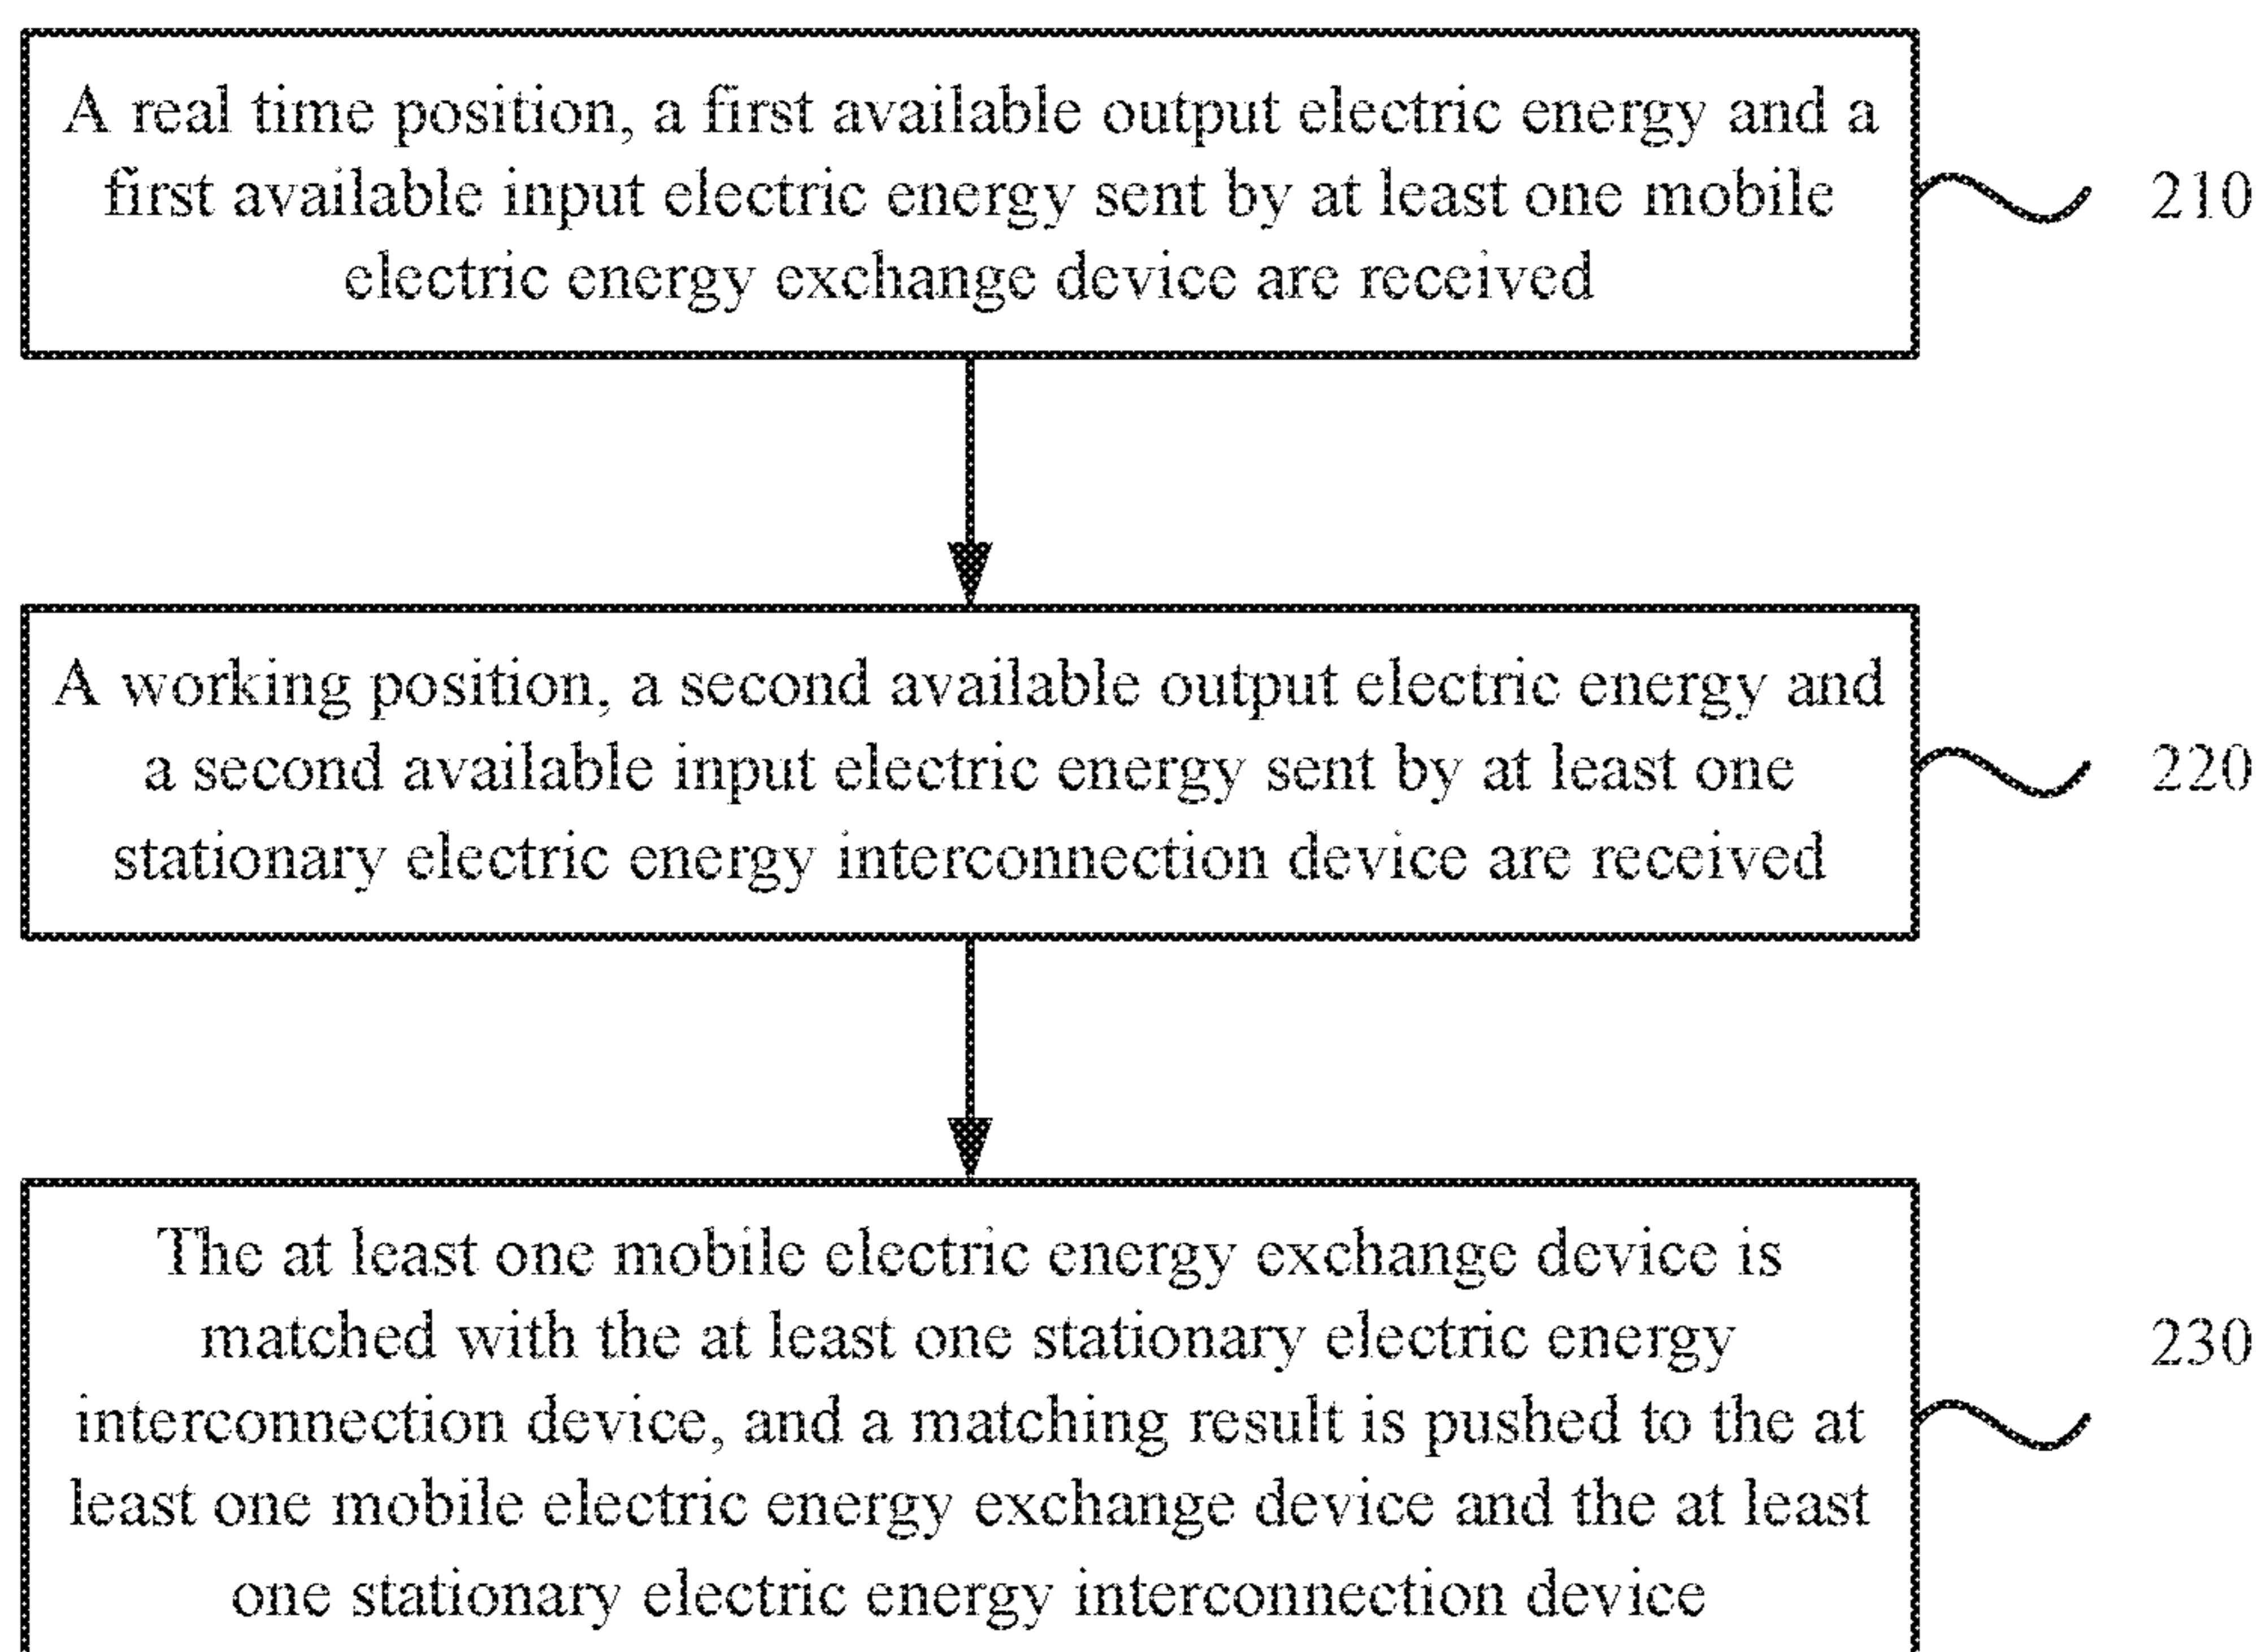 A real time position, a first available output electric energy and a
first available input electric energy sent by at least one mobile
electric energy exchange device are received
210
A working position, a second available output electric energy and
a second available input electric energy sent by at least one
stationary electric energy interconnection device are received
220
The at least one mobile electric energy exchange device is
matched with the at least one stationary electric energy
interconnection device, and a matching result is pushed to the at
least one mobile electric energy exchange device and the at least
one stationary electric energy interconnection device
230